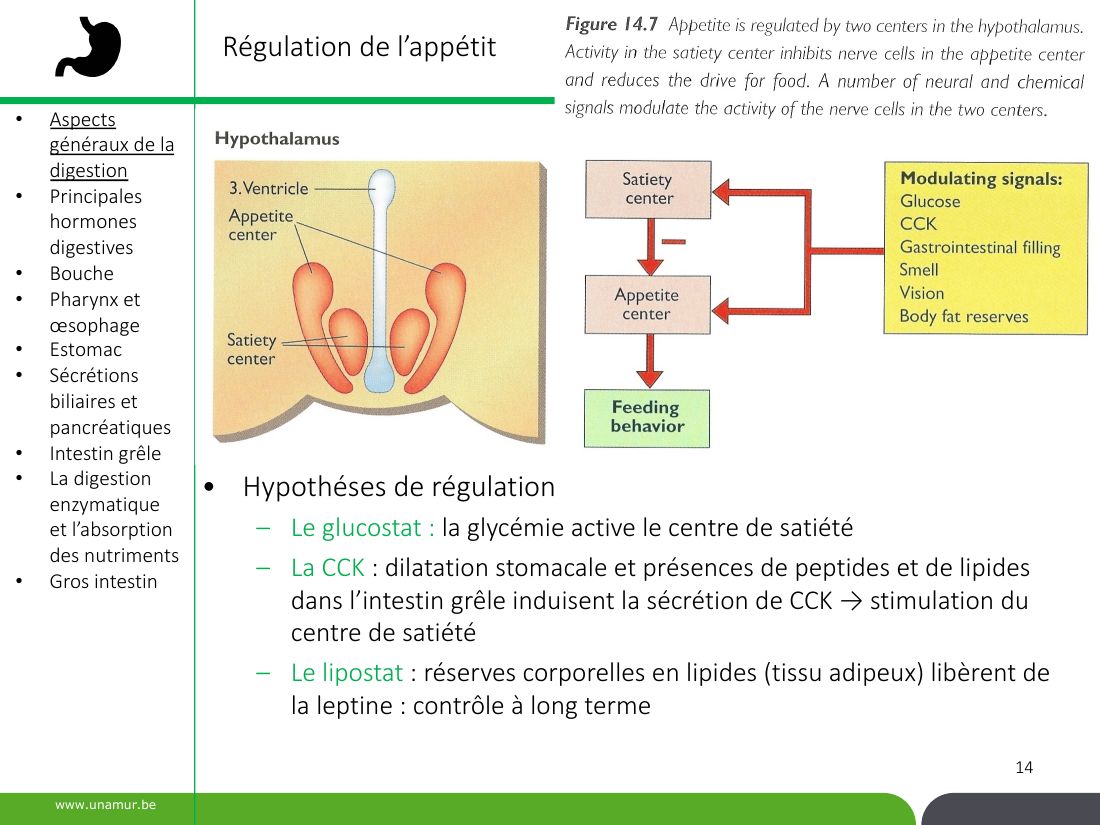 Régulation de l’appétit
Figure 14.7 Appetite is regulated by two centers in the hypothalamus.
Activity in the satiety center inhibits nerve cells in the appetite center
and reduces the drive for food. A number of neural and chemical
signals modulate the activity of the nerve cells in the two centers.
• Aspects
généraux de la
digestion
• Principales
hormones
digestives
• Bouche
• Pharynx et
œsophage
• Estomac
• Sécrétions
biliaires et
pancréatiques
• Intestin grêle
• La digestion
enzymatique
et l’absorption
des nutriments
• Gros intestin
Hypothalamus
3. Ventricle
Appetite
center
Satiety
center
Satiety
center
Appetite
center
Feeding
behavior
Modulating signals:
Glucose
CCK
Gastrointestinal filling
Smell
Vision
Body fat reserves
• Hypothéses de régulation
– Le glucostat : la glycémie active le centre de satiété
– La CCK : dilatation stomacale et présences de peptides et de lipides
dans l’intestin grêle induisent la sécrétion de CCK → stimulation du
centre de satiété
– Le lipostat : réserves corporelles en lipides (tissu adipeux) libèrent de
la leptine : contrôle à long terme
14
www.unamur.be